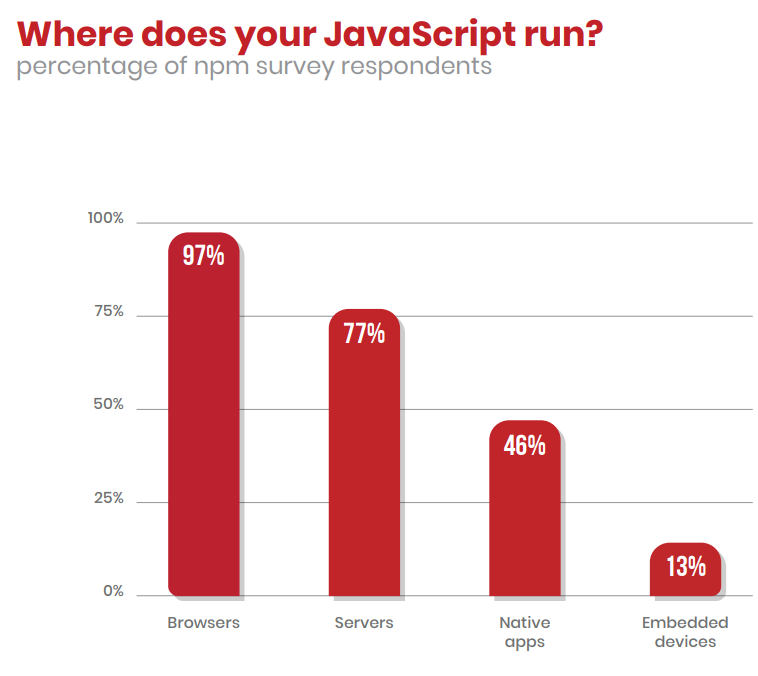 Where does your JavaScript run?
percentage of npm survey respondents
100%
97%
75%
77%
50%
46%
25%
13%
0%
Browsers
Servers
Native
apps
Embedded
devices